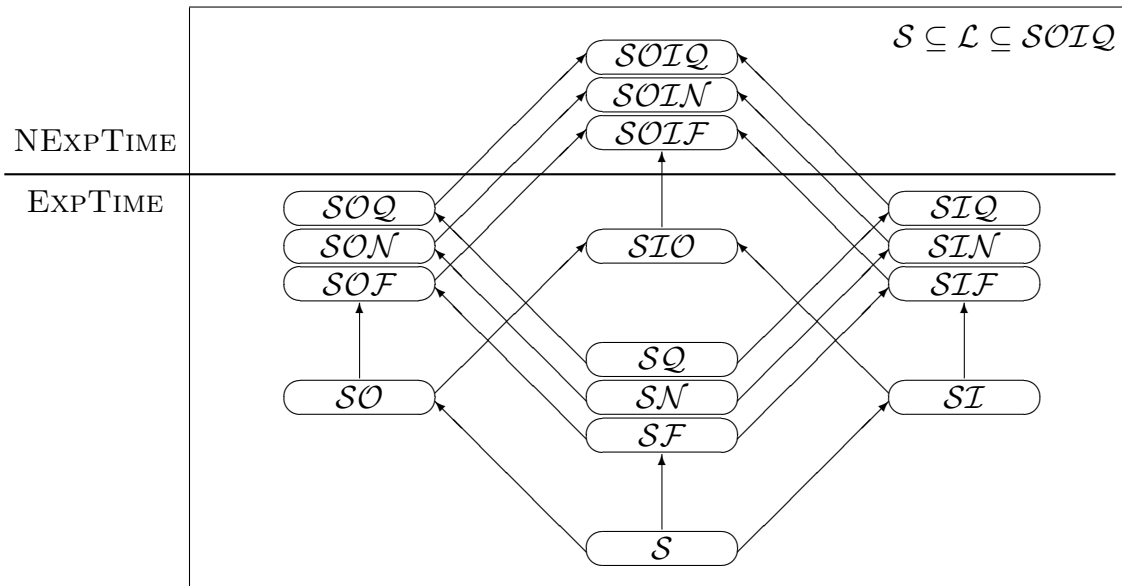 𝒮 ⊆ ℒ ⊆ 𝒮𝒪ℐ𝒬
𝒮𝒪ℐ𝒬
𝒮𝒪ℐ𝒩
𝒮𝒪ℐℱ
NEXPTIME
EXPTIME
𝒮𝒪𝒬
𝒮𝒪𝒩
𝒮𝒪ℱ
𝒮ℐ𝒪
𝒮ℐ𝒬
𝒮ℐ𝒩
𝒮ℐℱ
𝒮𝒬
𝒮𝒩
𝒮ℱ
𝒮𝒪
𝒮ℐ
𝒮